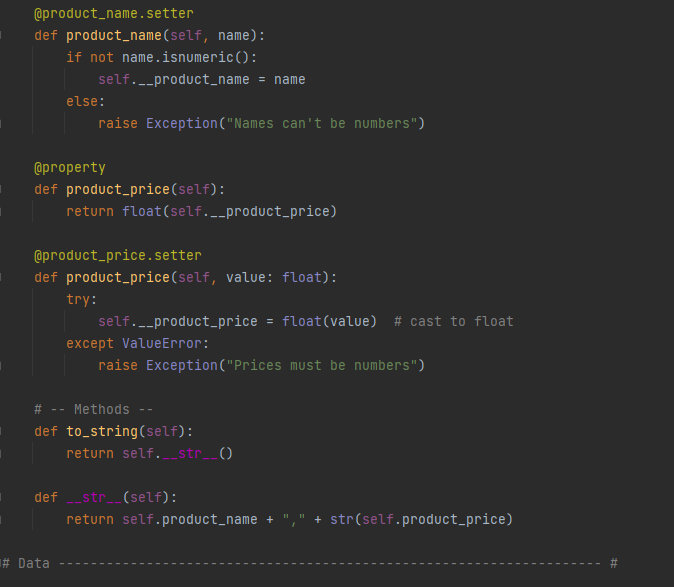 @product_name.setter
def product_name(self, name):
    if not name.isnumeric():
        self.__product_name = name
    else:
        raise Exception("Names can't be numbers")

@property
def product_price(self):
    return float(self.__product_price)

@product_price.setter
def product_price(self, value: float):
    try:
        self.__product_price = float(value)  # cast to float
    except ValueError:
        raise Exception("Prices must be numbers")

# -- Methods --
def to_string(self):
    return self.__str__()

def __str__(self):
    return self.product_name + "," + str(self.product_price)

# Data -------------------------------------------------------------------- #